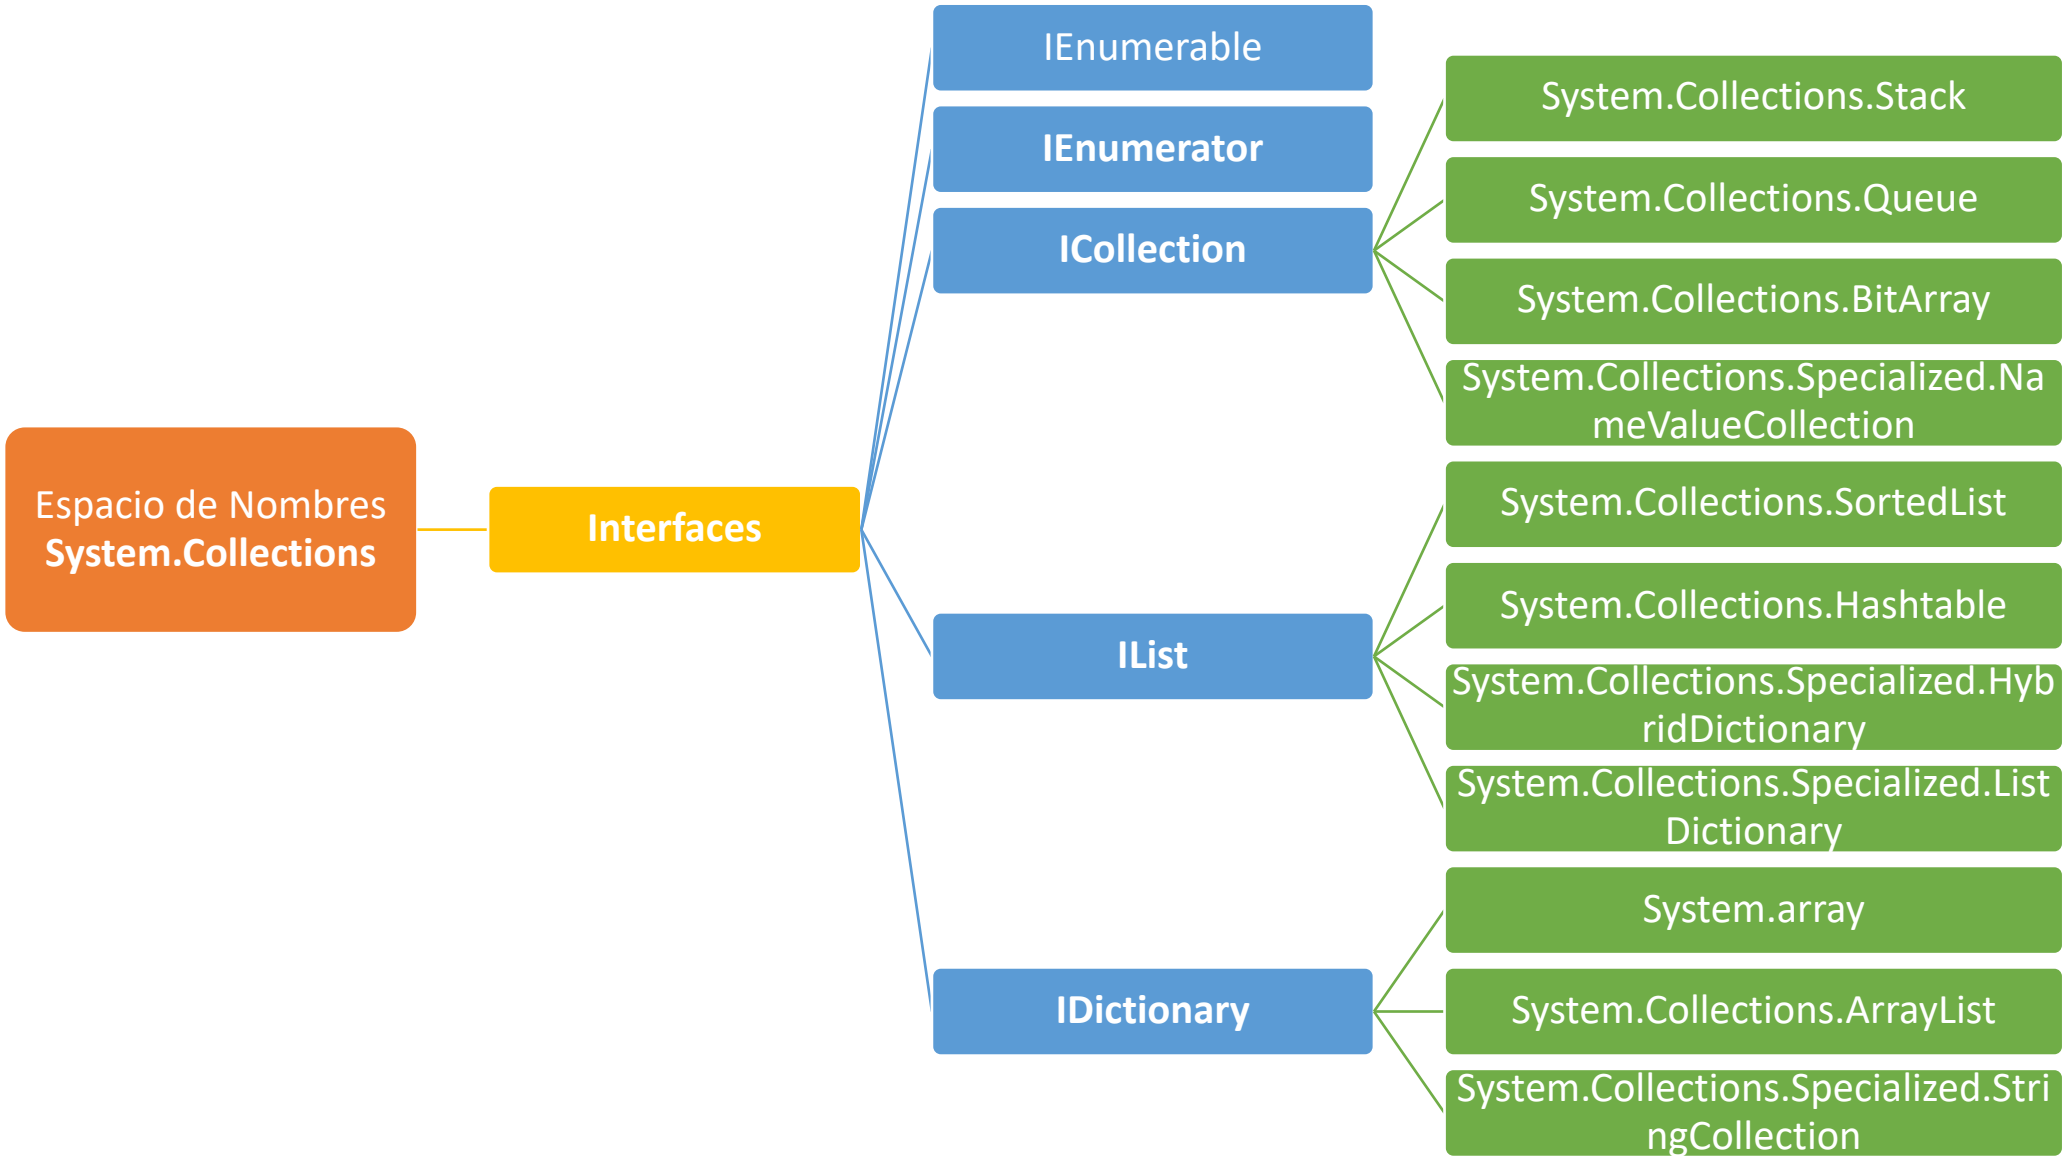 Espacio de Nombres
System.Collections
Interfaces
IEnumerable
IEnumerator
ICollection
System.Collections.Stack
System.Collections.Queue
System.Collections.BitArray
System.Collections.Specialized.Na
meValueCollection
IList
System.Collections.SortedList
System.Collections.Hashtable
System.Collections.Specialized.Hyb
ridDictionary
System.Collections.Specialized.List
Dictionary
IDictionary
System.array
System.Collections.ArrayList
System.Collections.Specialized.Stri
ngCollection